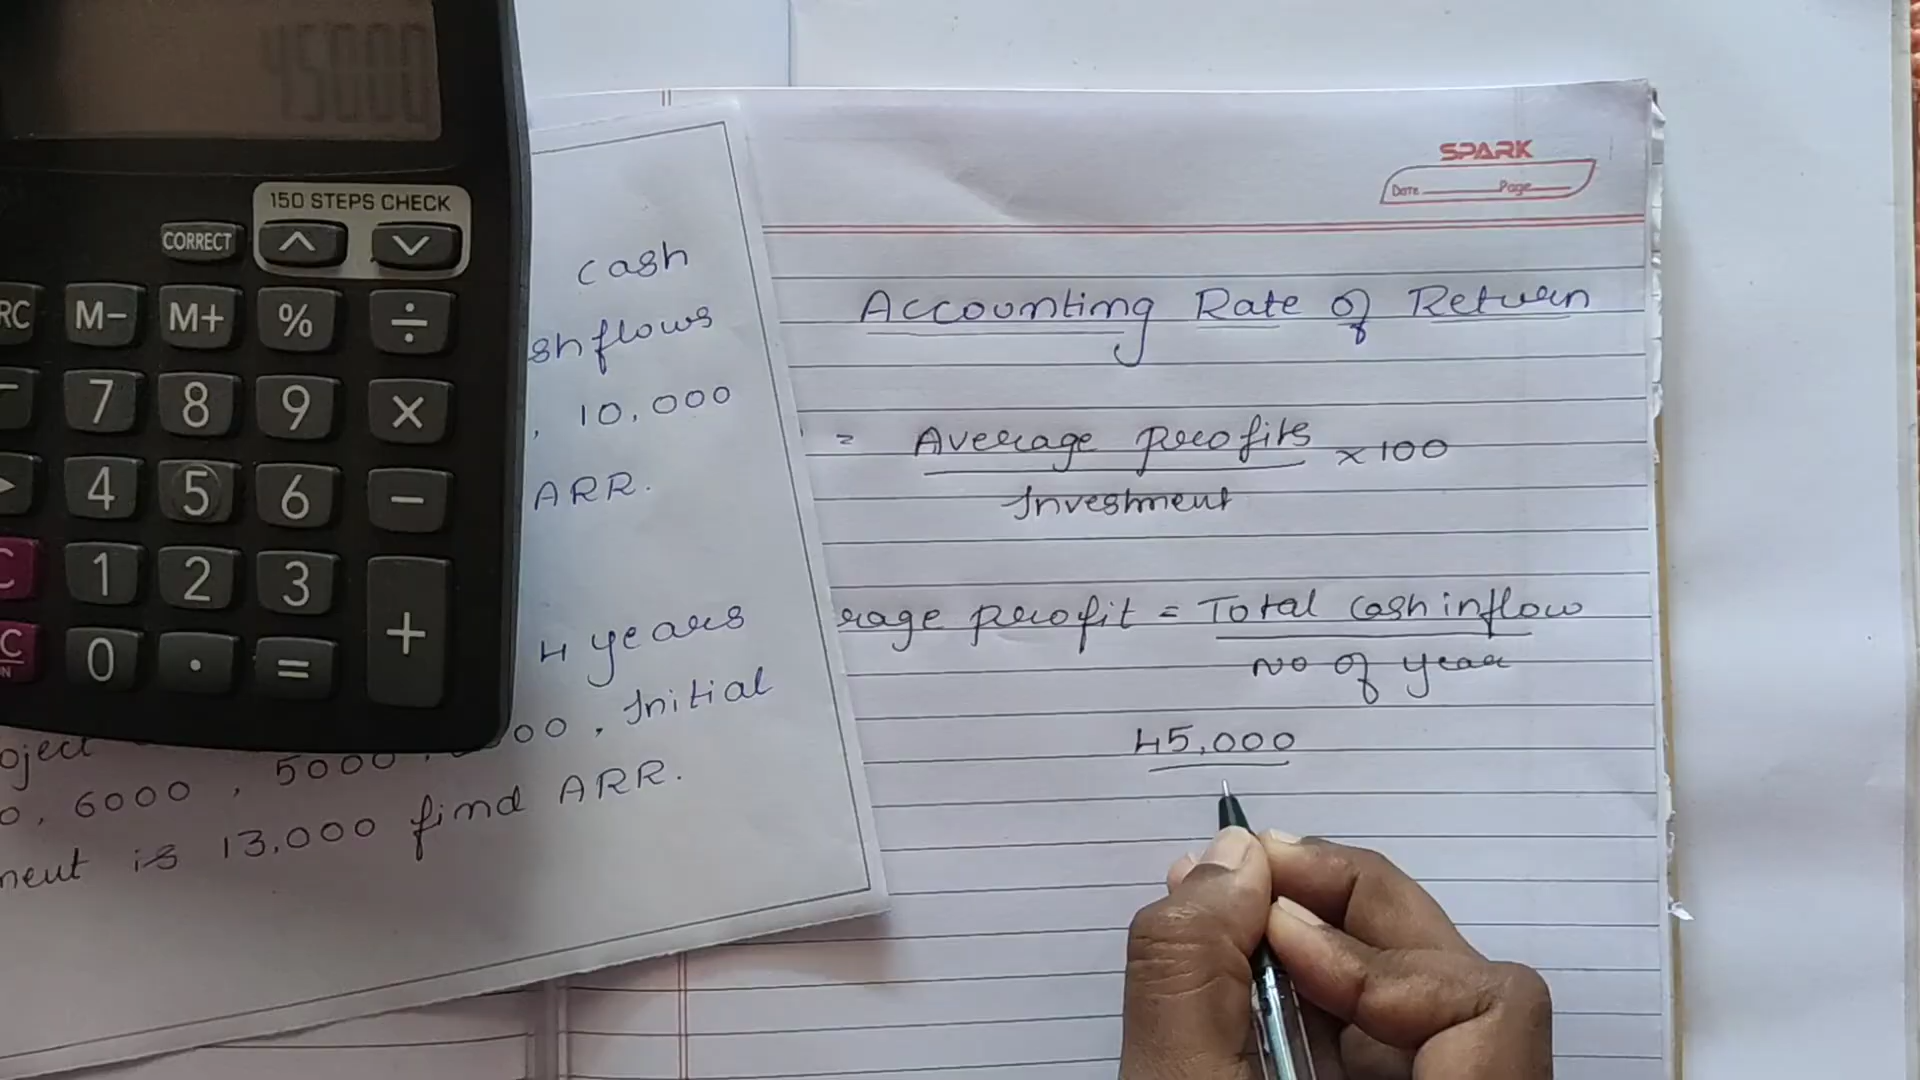 45000
150 STEPS CHECK
CORRECT
RC M- M+ % ÷
7 8 9 ×
4 5 6 -
C 1 2 3
C 0 . = +
cash
shflows
, 10,000
ARR.
4 years
oject
00, Initial
0, 6000, 5000,
ment is 13,000 find ARR.
SPARK
Date Page
Accounting Rate of Return
= Average profits ×100
Investment
rage profit = Total cash inflow
No of year
45,000